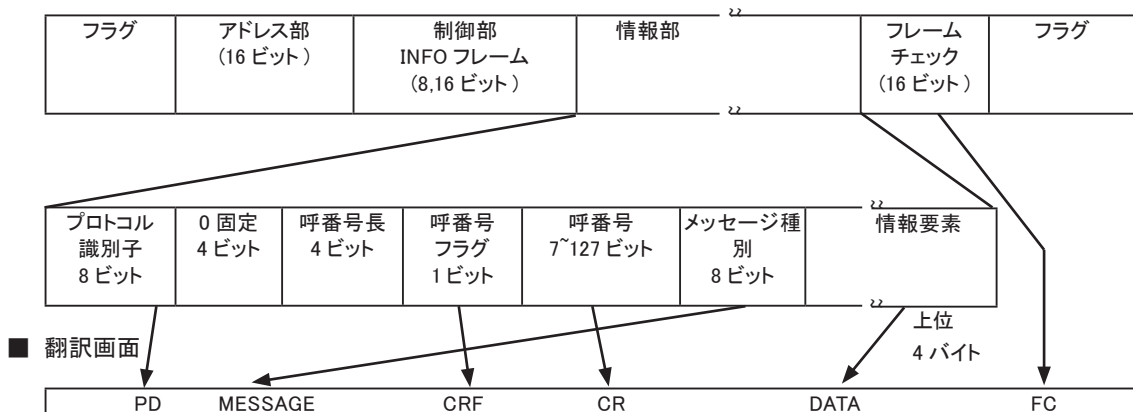 フラグ
アドレス部
(16 ビット )
制御部
INFO フレーム
(8,16 ビット )
情報部
フレーム
チェック
(16 ビット )
フラグ
プロトコル
識別子
8 ビット
0 固定
4 ビット
呼番号長
4 ビット
呼番号
フラグ
1 ビット
呼番号
7~127 ビット
メッセージ種
別
8 ビット
情報要素
上位
4 バイト
■ 翻訳画面
PD MESSAGE CRF CR DATA FC